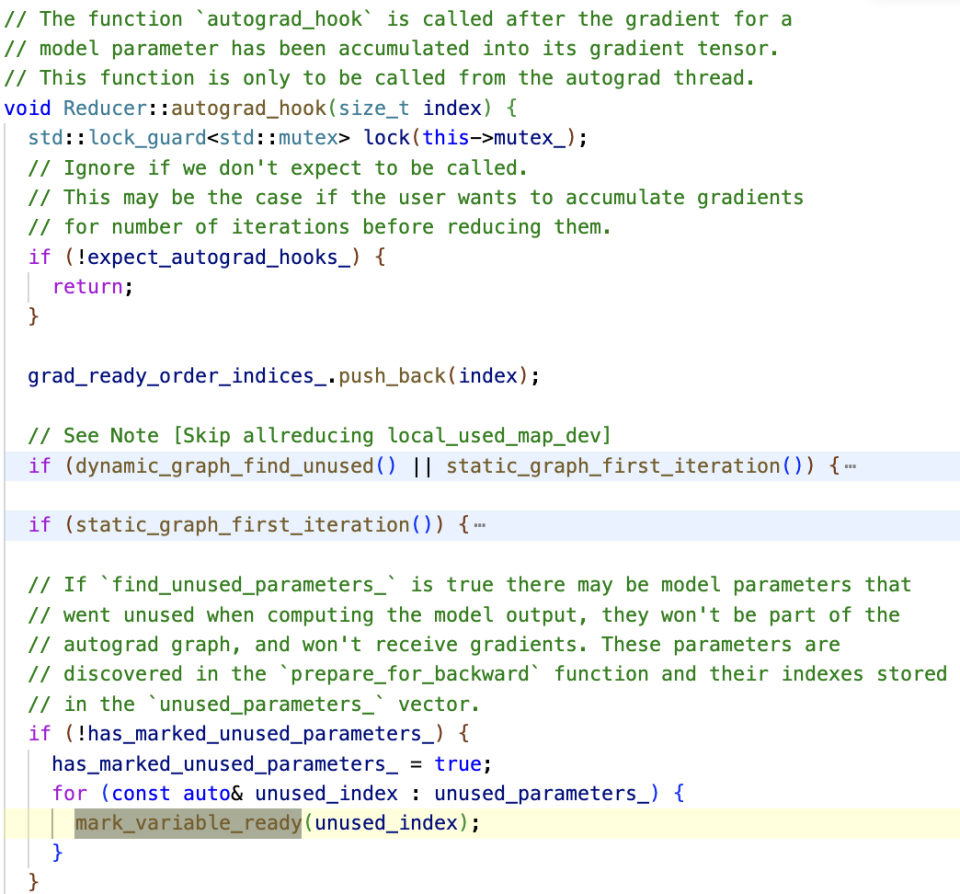 // The function `autograd_hook` is called after the gradient for a
// model parameter has been accumulated into its gradient tensor.
// This function is only to be called from the autograd thread.
void Reducer::autograd_hook(size_t index) {
  std::lock_guard<std::mutex> lock(this->mutex_);
  // Ignore if we don't expect to be called.
  // This may be the case if the user wants to accumulate gradients
  // for number of iterations before reducing them.
  if (!expect_autograd_hooks_) {
    return;
  }

  grad_ready_order_indices_.push_back(index);

  // See Note [Skip allreducing local_used_map_dev]
  if (dynamic_graph_find_unused() || static_graph_first_iteration()) {⋯

  if (static_graph_first_iteration()) {⋯

  // If `find_unused_parameters_` is true there may be model parameters that
  // went unused when computing the model output, they won't be part of the
  // autograd graph, and won't receive gradients. These parameters are
  // discovered in the `prepare_for_backward` function and their indexes stored
  // in the `unused_parameters_` vector.
  if (!has_marked_unused_parameters_) {
    has_marked_unused_parameters_ = true;
    for (const auto& unused_index : unused_parameters_) {
      mark_variable_ready(unused_index);
    }
  }